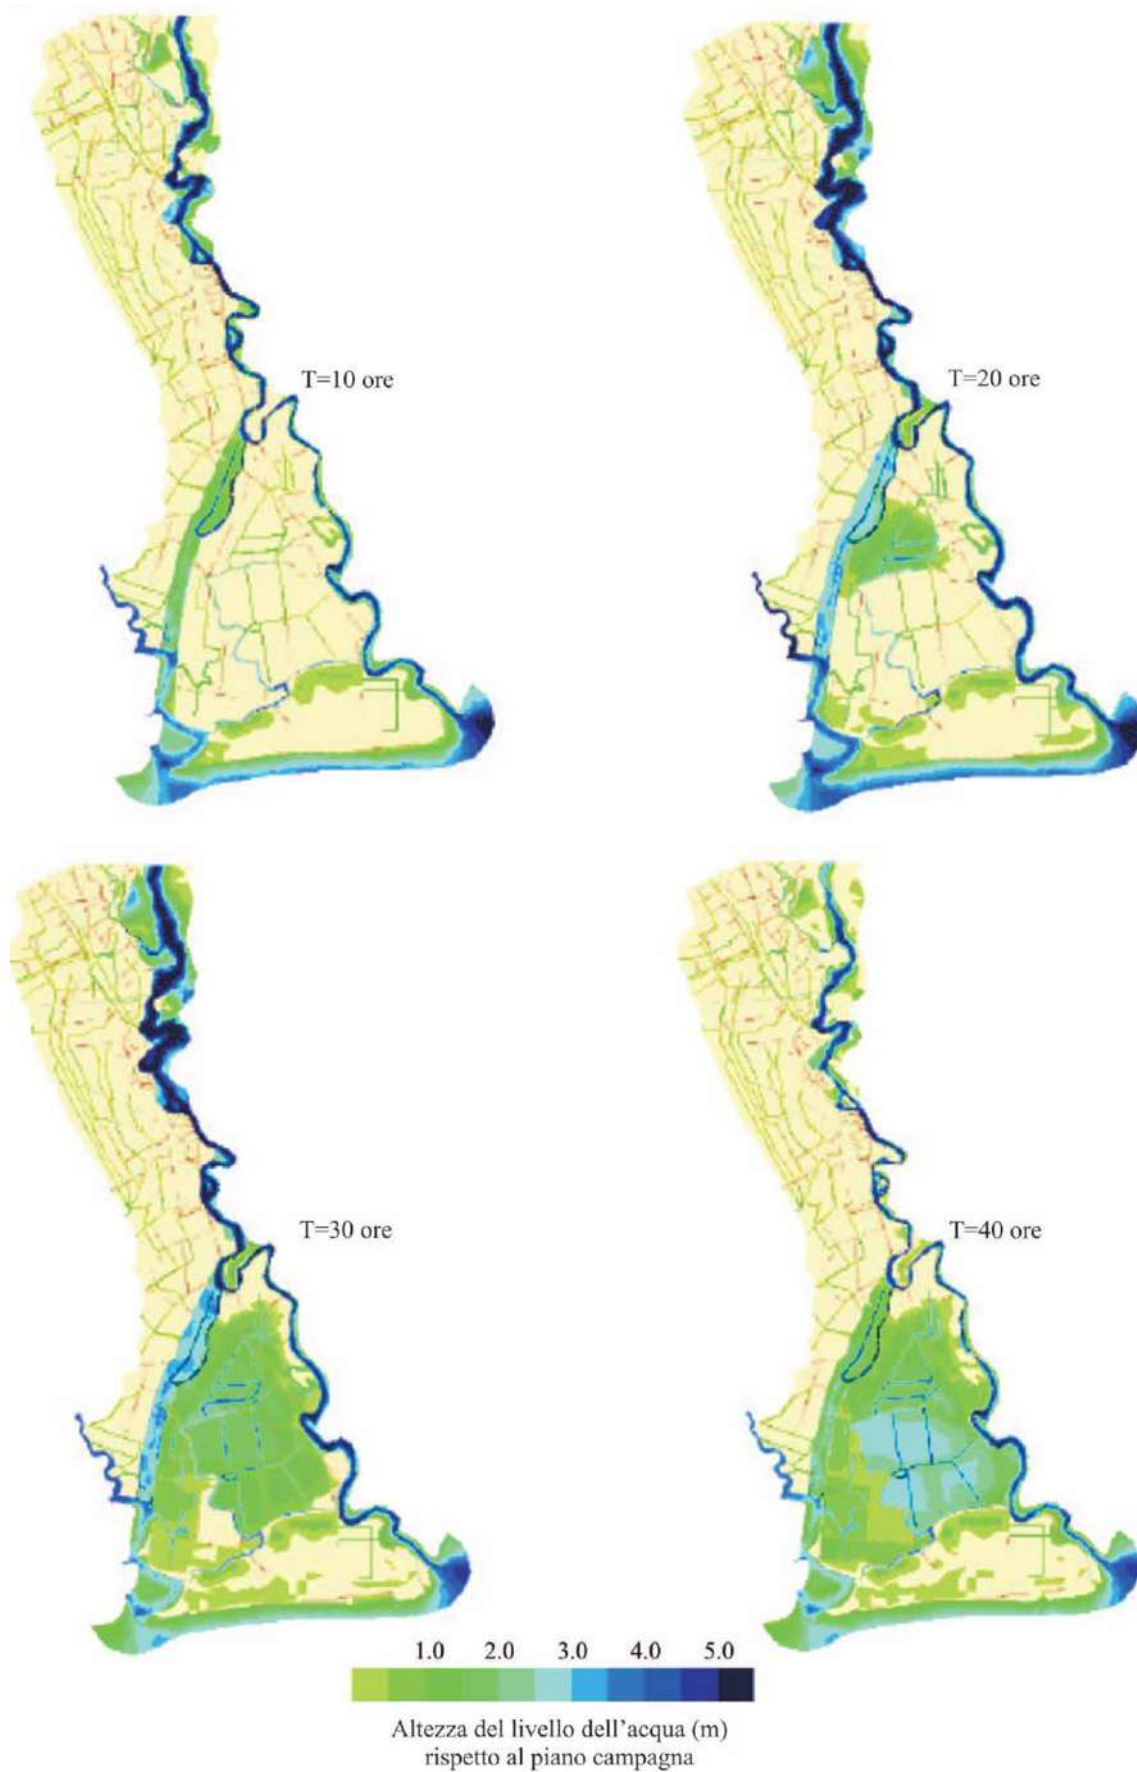 T=10 ore
T=20 ore
T=30 ore
T=40 ore
1.0 2.0 3.0 4.0 5.0
Altezza del livello dell'acqua (m)
rispetto al piano campagna